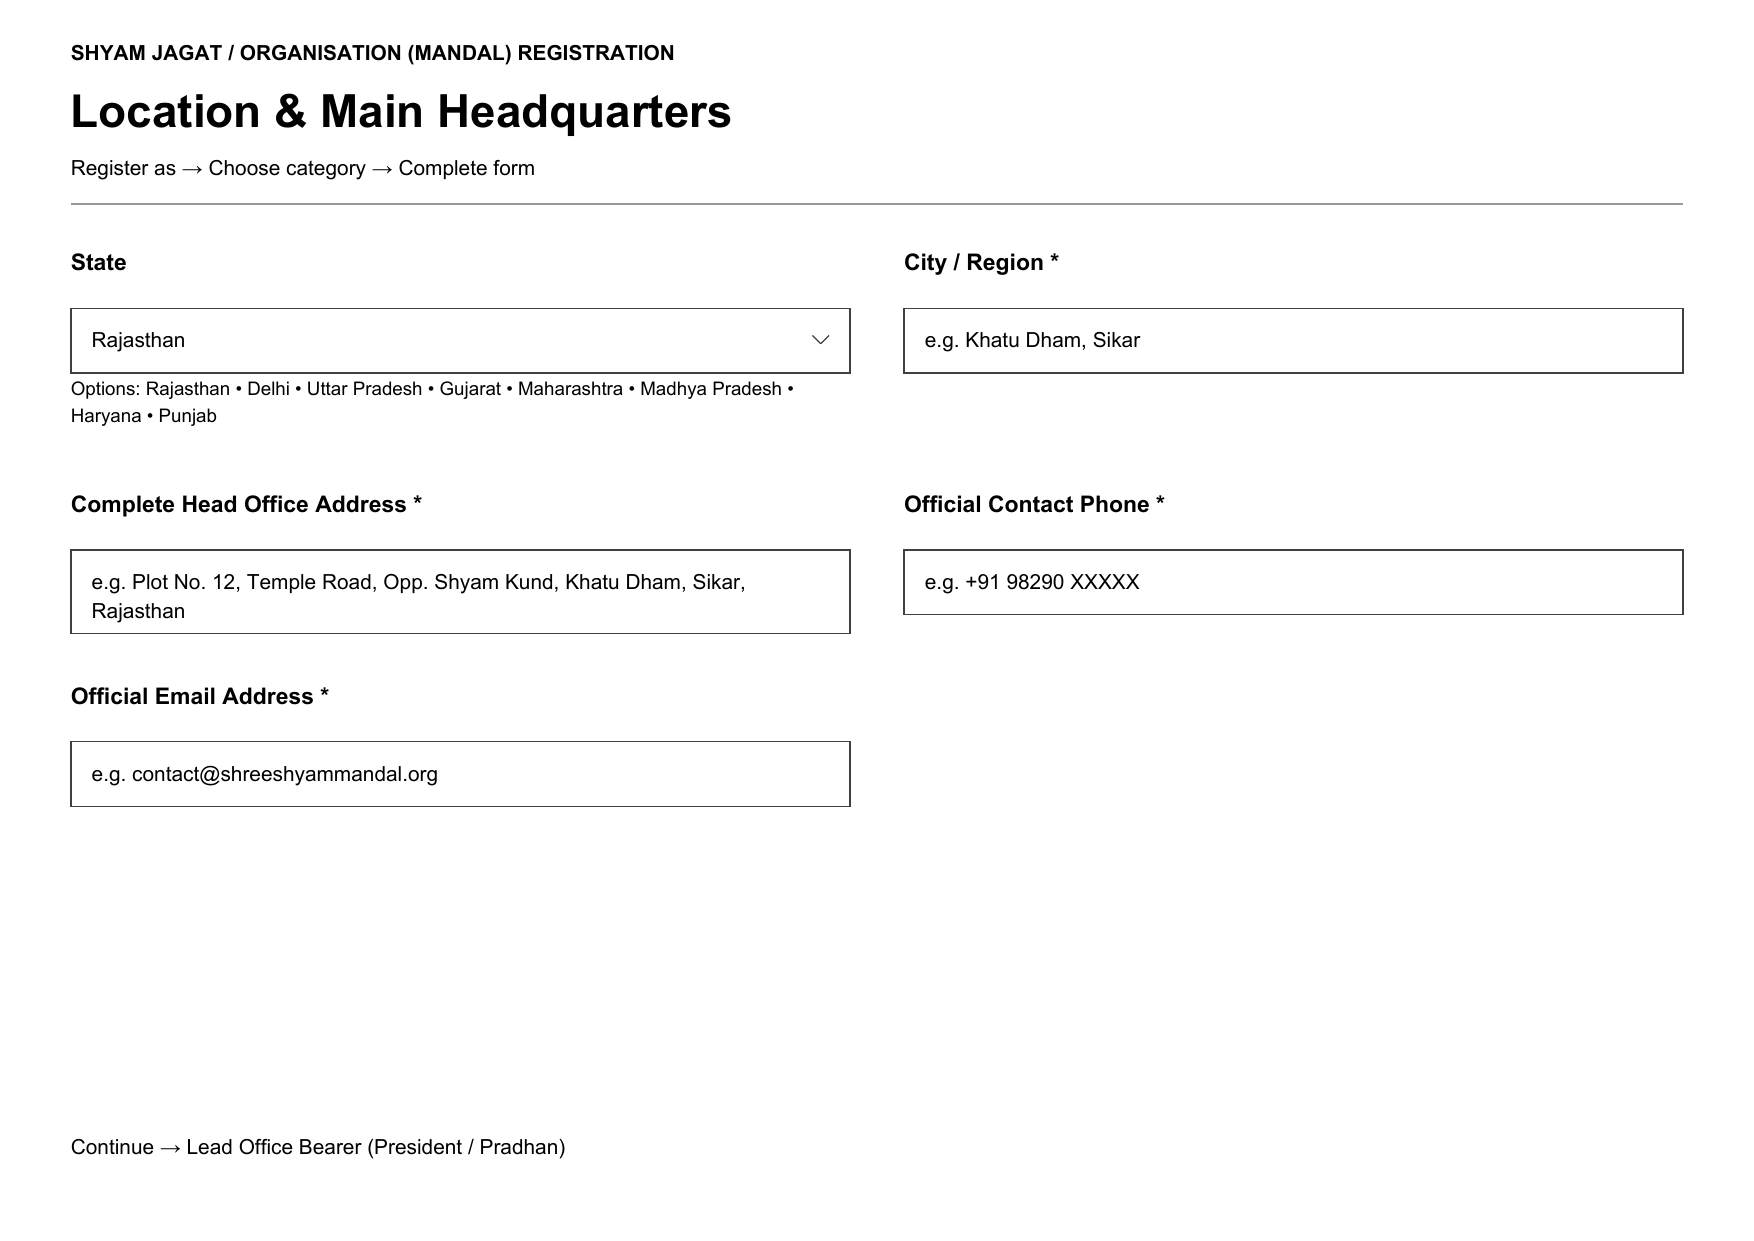 SHYAM JAGAT / ORGANISATION (MANDAL) REGISTRATION
Location & Main Headquarters
Register as → Choose category → Complete form
State
Rajasthan
Options: Rajasthan • Delhi • Uttar Pradesh • Gujarat • Maharashtra • Madhya Pradesh •
Haryana • Punjab
City / Region *
e.g. Khatu Dham, Sikar
Complete Head Office Address *
e.g. Plot No. 12, Temple Road, Opp. Shyam Kund, Khatu Dham, Sikar,
Rajasthan
Official Contact Phone *
e.g. +91 98290 XXXXX
Official Email Address *
e.g. contact@shreeshyammandal.org
Continue → Lead Office Bearer (President / Pradhan)